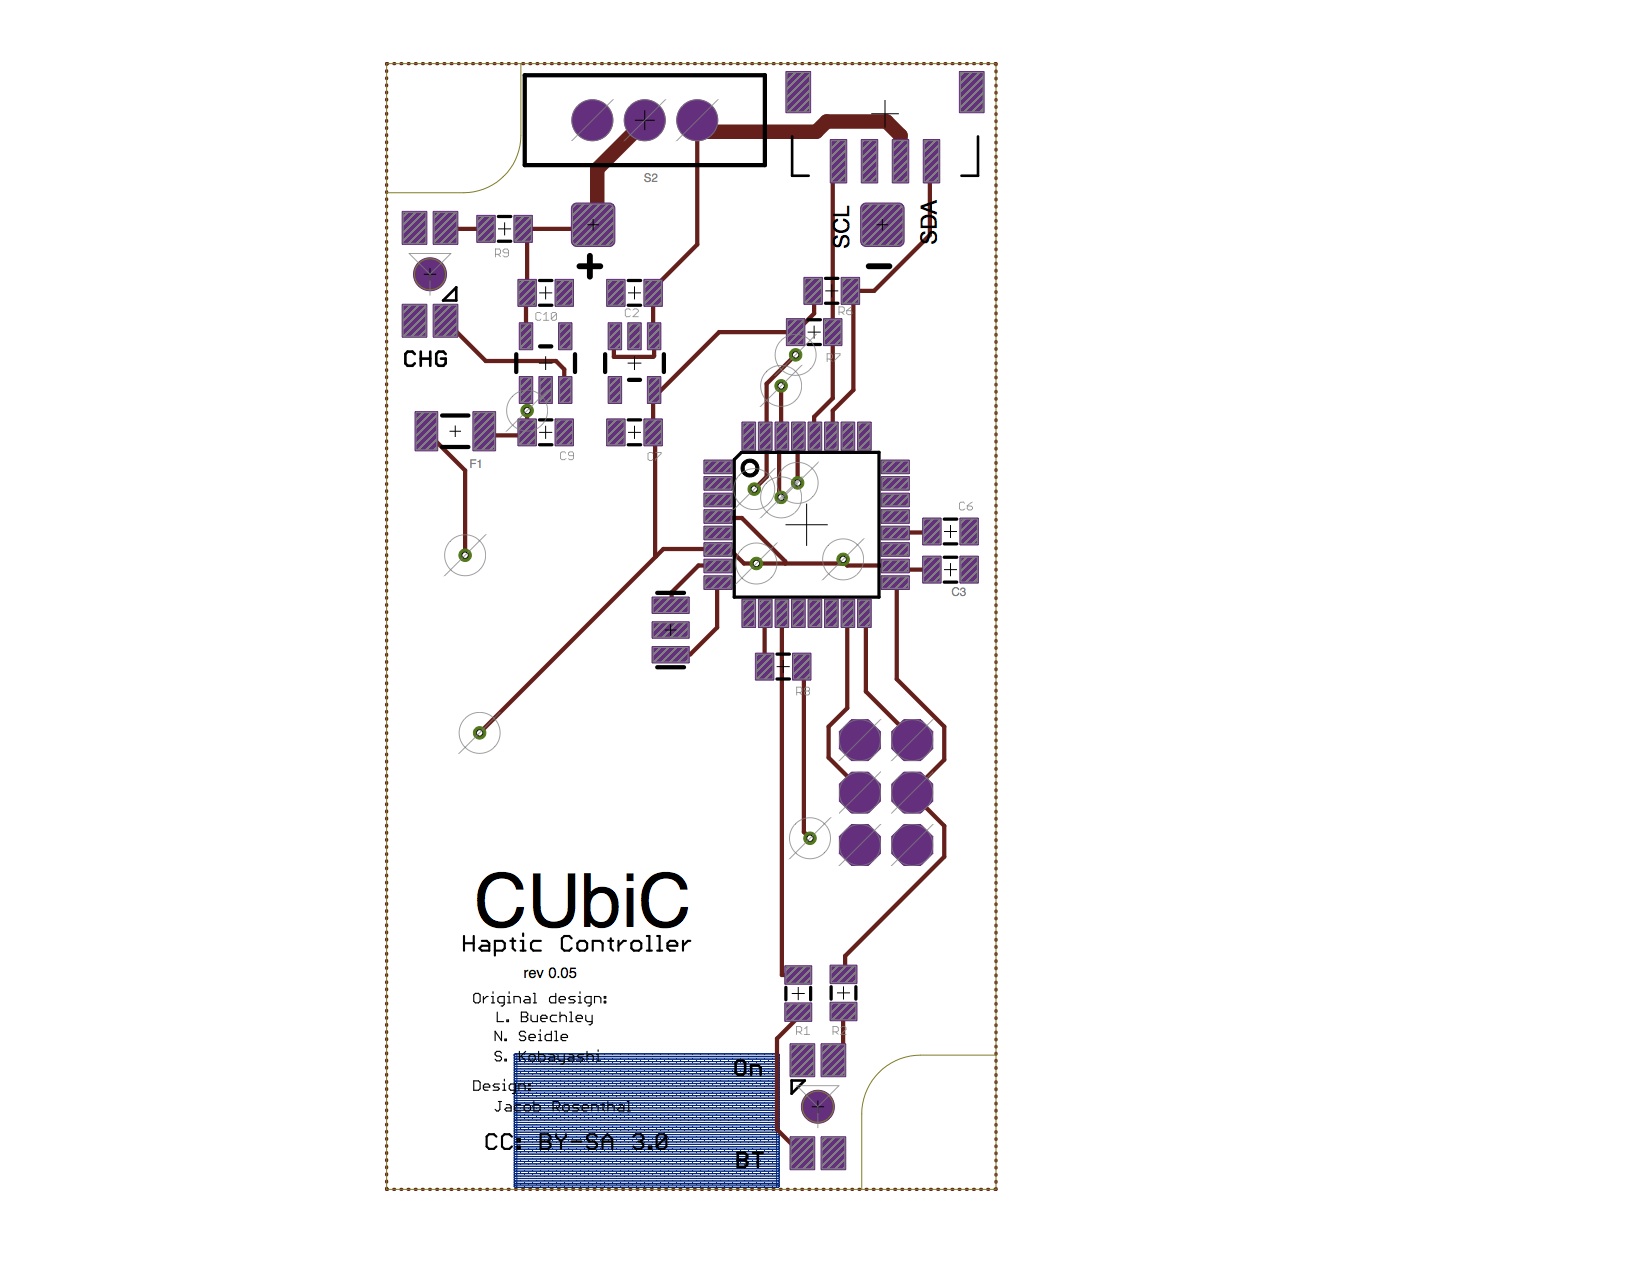 S2
SCL
SDA
R9
+
−
C10
C2
R6
R7
CHG
F1
C9
C7
C6
C3
R3
CUbiC
Haptic Controller
rev 0.05
Original design:
L. Buechley
N. Seidle
S. Kobayashi
Design:
Jacob Rosenthal
CC: BY-SA 3.0
R1
On
BT